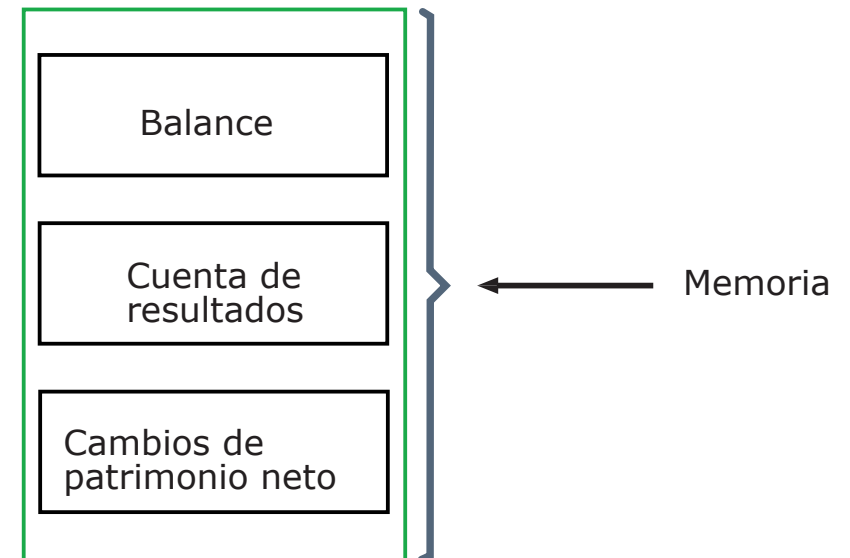 Balance
Cuenta de
resultados
Memoria
Cambios de
patrimonio neto